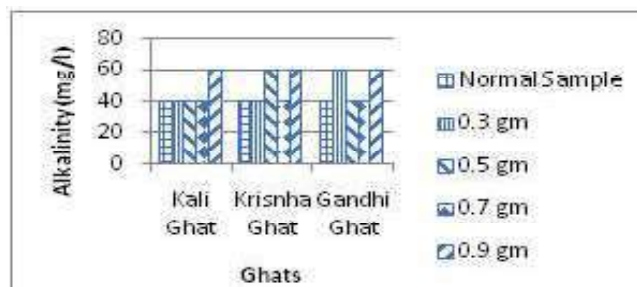 80
60
40
20
0
Alkalinity (mg/l)
Kali Ghat
Krisnha Ghat
Gandhi Ghat
Ghats
Normal Sample
0.3 gm
0.5 gm
0.7 gm
0.9 gm